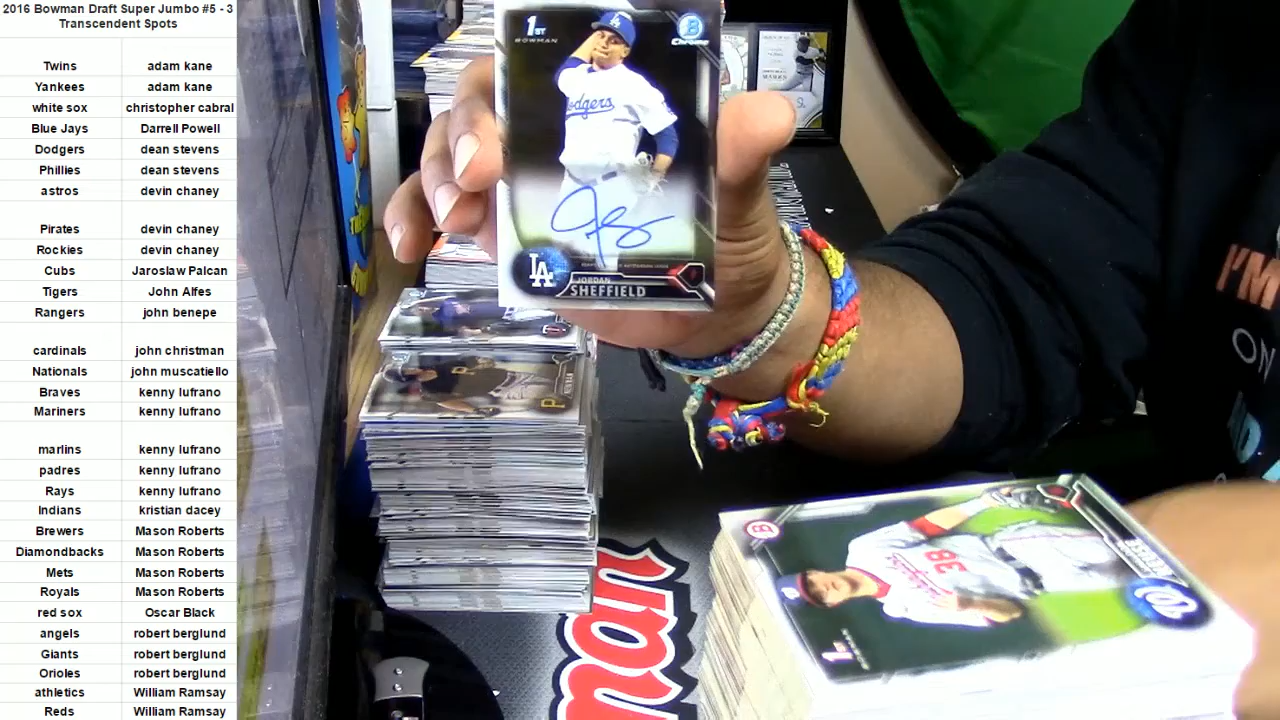 2016 Bowman Draft Super Jumbo #5 - 3
Transcendent Spots
Twins adam kane
Yankees adam kane
white sox christopher cabral
Blue Jays Darrell Powell
Dodgers dean stevens
Phillies dean stevens
astros devin chaney
Pirates devin chaney
Rockies devin chaney
Cubs Jaroslaw Palcan
Tigers John Alfes
Rangers john benepe
cardinals john christman
Nationals john muscatiello
Braves kenny lufrano
Mariners kenny lufrano
marlins kenny lufrano
padres kenny lufrano
Rays kenny lufrano
Indians kristian dacey
Brewers Mason Roberts
Diamondbacks Mason Roberts
Mets Mason Roberts
Royals Mason Roberts
red sox Oscar Black
angels robert berglund
Giants robert berglund
Orioles robert berglund
athletics William Ramsay
Reds William Ramsay
1ST
BOWMAN
B
Chrome
LA
Dodgers
LA
JORDAN
SHEFFIELD
I'M
ON
P
B
38
W
1ST